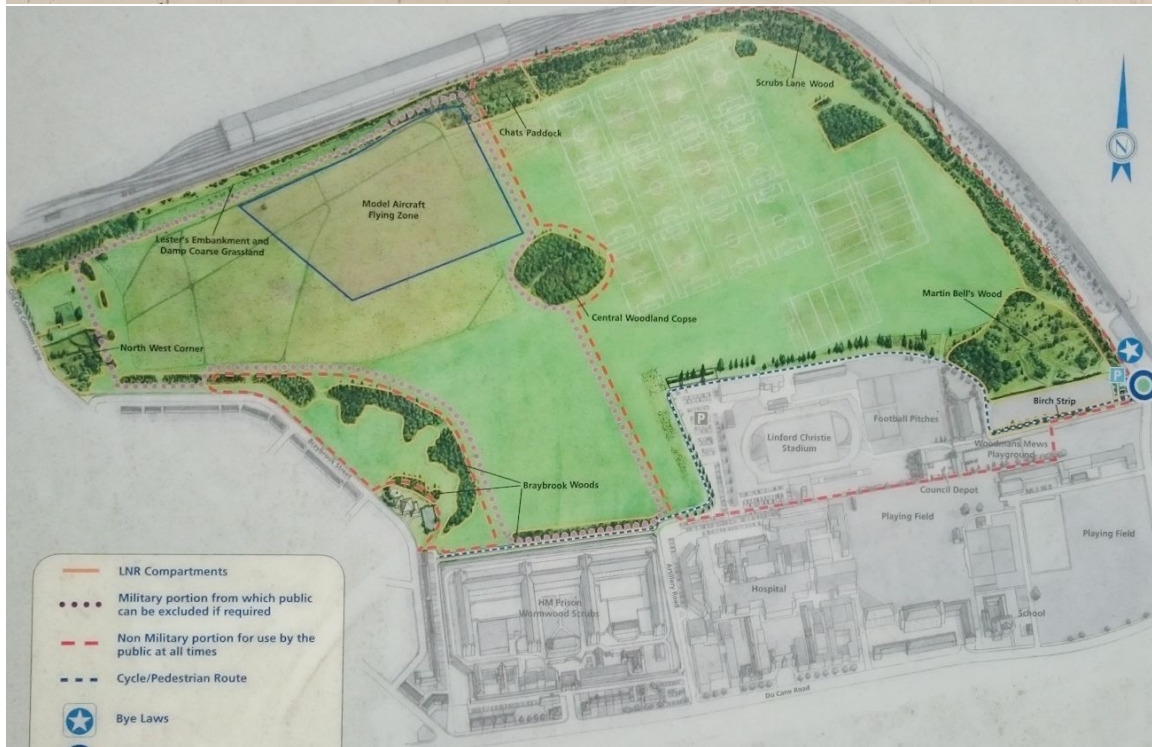 Scrubs Lane Wood
Chats Paddock
Model Aircraft
Flying Zone
Lester's Embankment and
Damp Coarse Grassland
Martin Bell's Wood
Central Woodland Copse
North West Corner
P
Birch Strip
P
Football Pitches
Linford Christie
Stadium
Woodmans Mews
Playground
Braybrook Street
Braybrook Woods
Council Depot
Playing Field
Playing Field
Artillery Road
Hospital
HM Prison
Wormwood Scrubs
School
Du Cane Road
N
LNR Compartments
Military portion from which public
can be excluded if required
Non Military portion for use by the
public at all times
Cycle/Pedestrian Route
Bye Laws